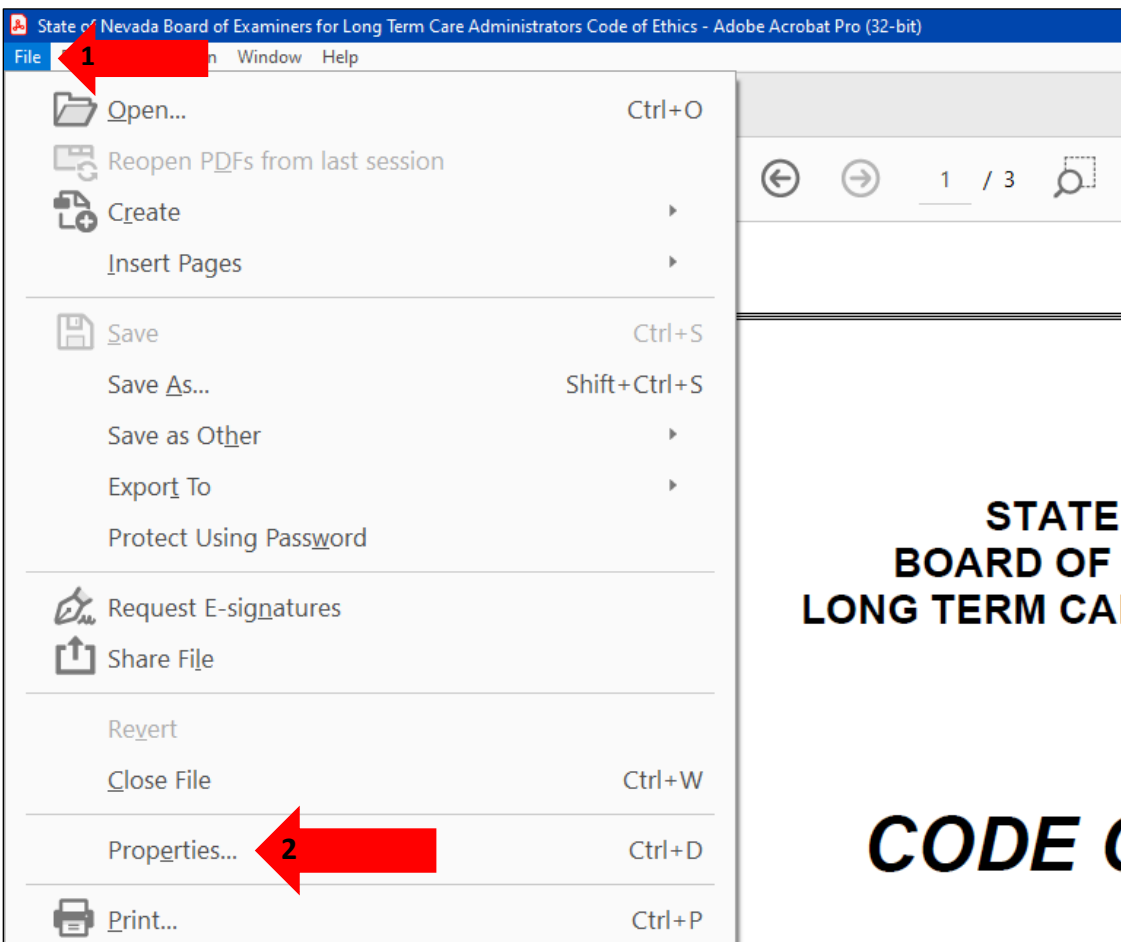 State of Nevada Board of Examiners for Long Term Care Administrators Code of Ethics - Adobe Acrobat Pro (32-bit)
File 1 n Window Help
Open... Ctrl+O
Reopen PDFs from last session
Create
Insert Pages
1 / 3
Save Ctrl+S
Save As... Shift+Ctrl+S
Save as Other
Export To
Protect Using Password
Request E-signatures
Share File
Revert
Close File Ctrl+W
Properties... 2 Ctrl+D
Print... Ctrl+P
STATE
BOARD OF
LONG TERM CA
CODE